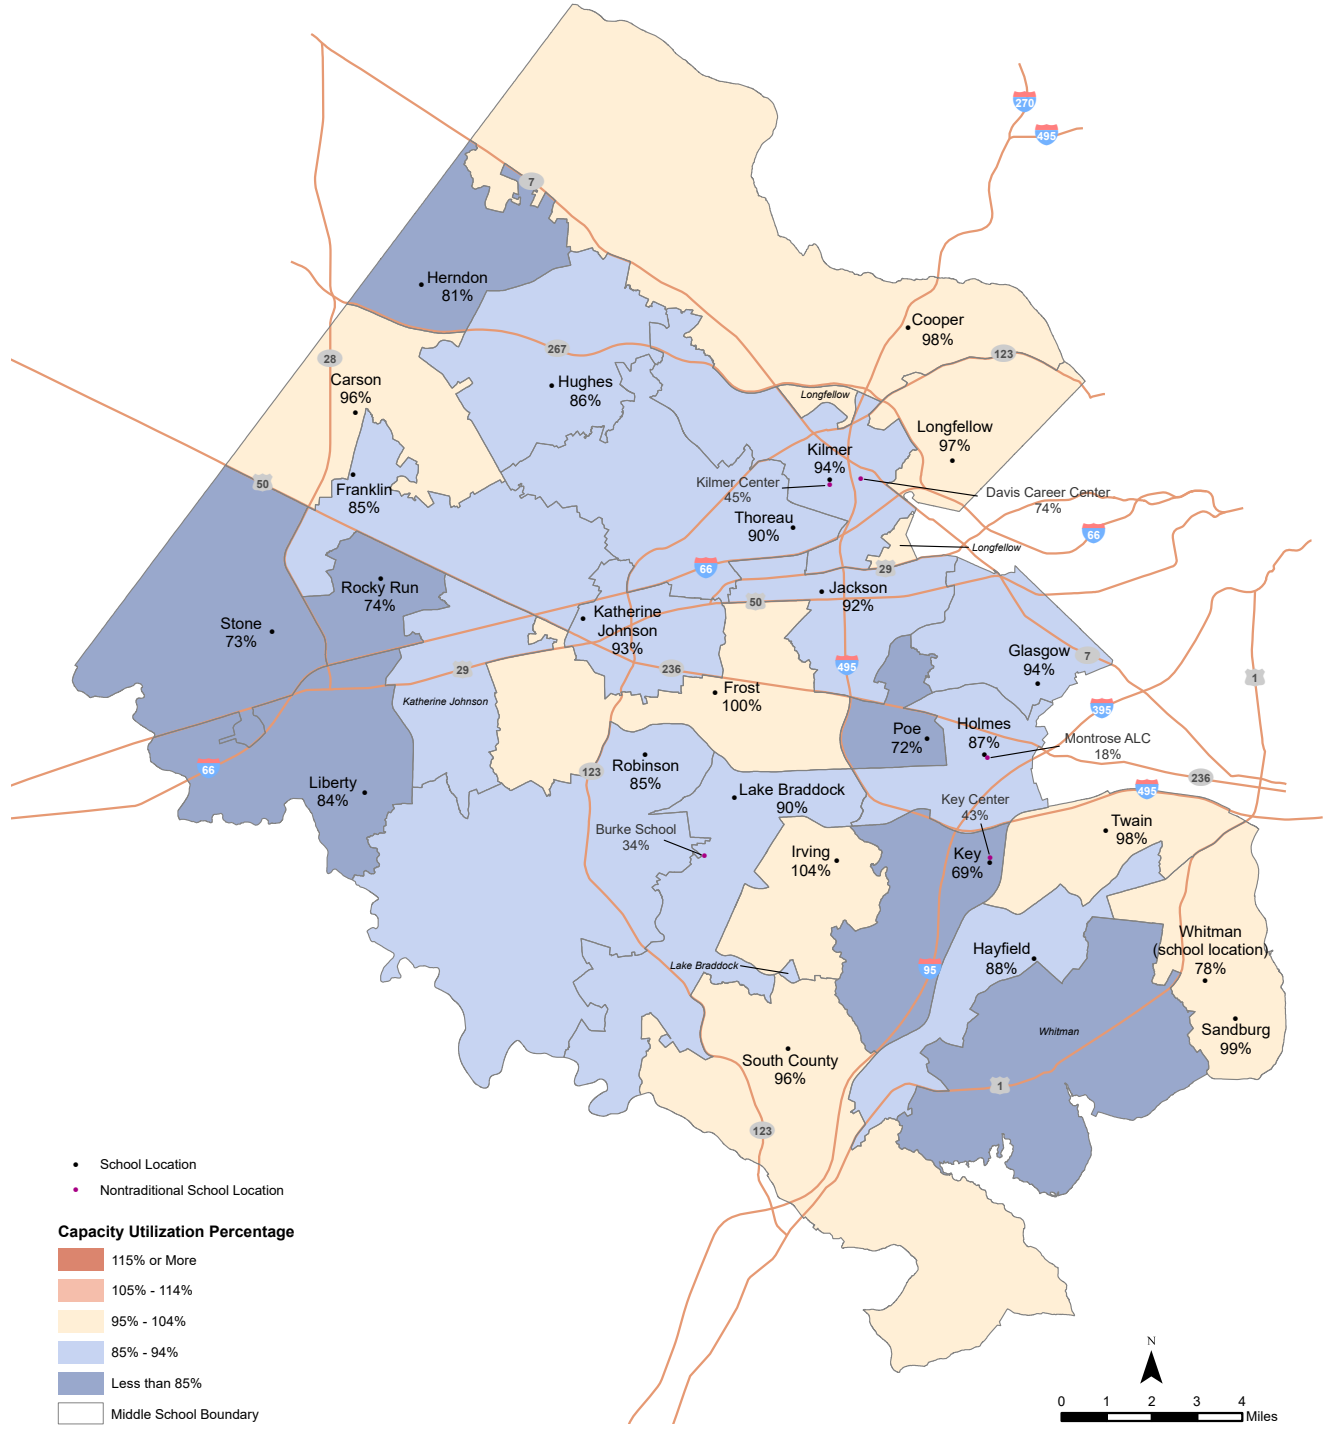 270
495
7
Herndon
81%
Cooper
98%
123
267
28
Carson
96%
Hughes
86%
Longfellow
Longfellow
97%
Kilmer
94%
Kilmer Center
45%
Davis Career Center
74%
50
Franklin
85%
Thoreau
90%
66
Longfellow
66
29
Rocky Run
74%
Jackson
92%
50
Katherine
Johnson
93%
Stone
73%
Glasgow
94%
7
29
236
495
1
Katherine Johnson
Frost
100%
395
Poe
72%
Holmes
87%
Montrose ALC
18%
66
123
Robinson
85%
236
Liberty
84%
Lake Braddock
90%
495
Key Center
43%
Twain
98%
Burke School
34%
Irving
104%
Key
69%
Whitman
(school location)
78%
Hayfield
88%
Lake Braddock
95
Whitman
Sandburg
99%
South County
96%
1
123
School Location
Nontraditional School Location
Capacity Utilization Percentage
115% or More
105% - 114%
95% - 104%
85% - 94%
Less than 85%
Middle School Boundary
N
0 1 2 3 4
Miles